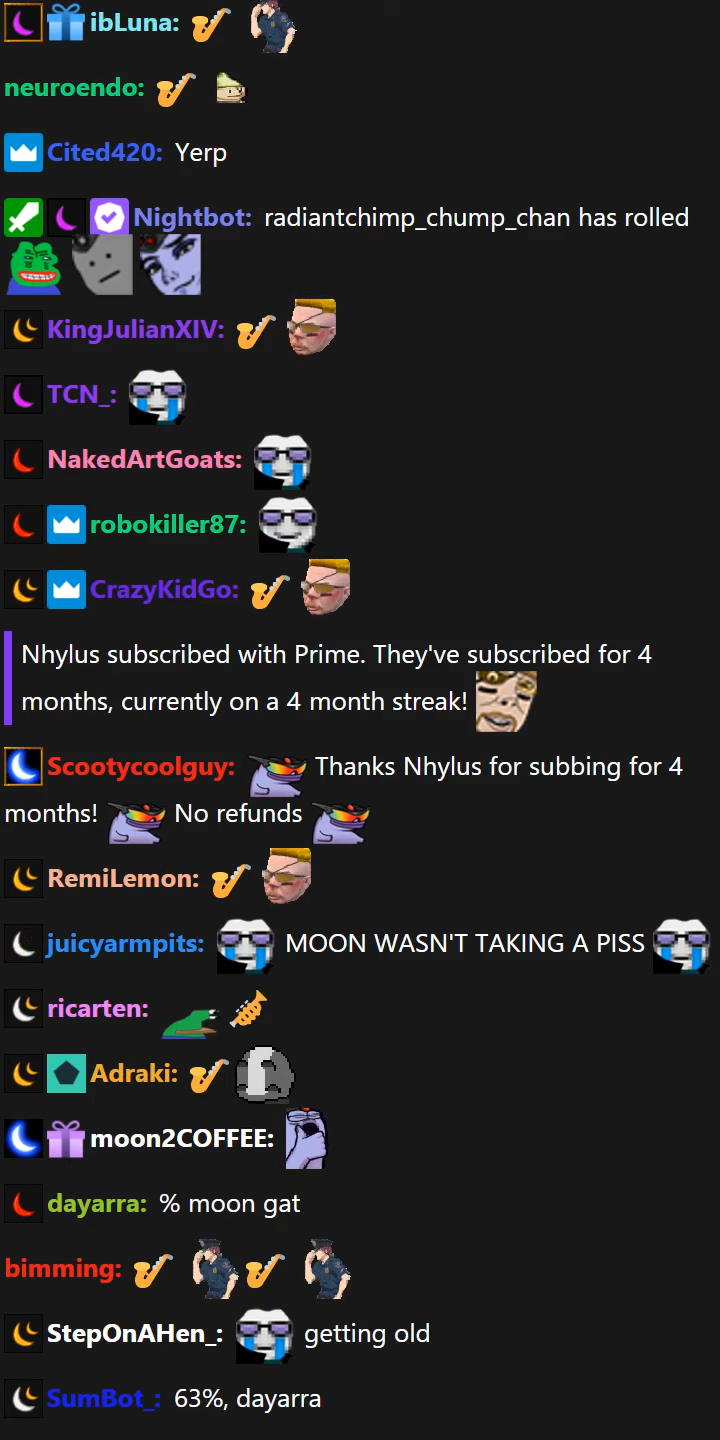 ibLuna:
neuroendo:
Cited420: Yerp
Nightbot: radiantchimp_chump_chan has rolled
KingJulianXIV:
TCN_:
NakedArtGoats:
robokiller87:
CrazyKidGo:
Nhylus subscribed with Prime. They've subscribed for 4
months, currently on a 4 month streak!
Scootycoolguy: Thanks Nhylus for subbing for 4
months! No refunds
RemiLemon:
juicyarmpits: MOON WASN'T TAKING A PISS
ricarten:
Adraki:
moon2COFFEE:
dayarra: % moon gat
bimming:
StepOnAHen_: getting old
SumBot_: 63%, dayarra